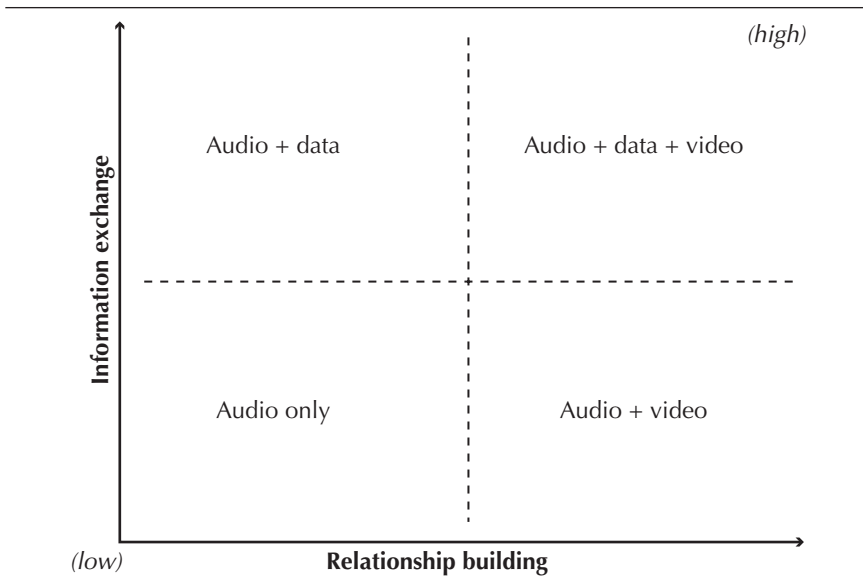 (high)
Audio + data
Audio + data + video
Information exchange
Audio only
Audio + video
(low)
Relationship building